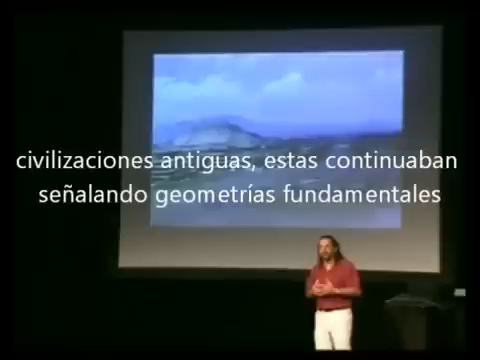 civilizaciones antiguas, estas continuaban
señalando geometrías fundamentales